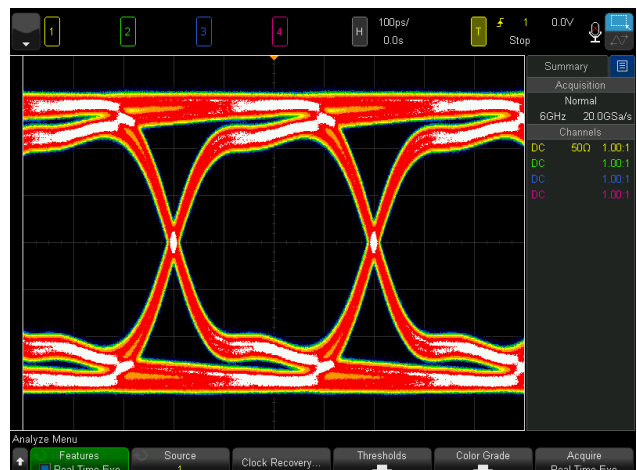 1 2 3 4 H 100ps/ 0.0s T 1 0.0V Stop
Summary
Acquisition
Normal
6GHz 20.0GSa/s
Channels
DC 50Ω 1.00:1
DC 1.00:1
DC 1.00:1
DC 1.00:1
Analyze Menu
Features Source Clock Recovery... Thresholds Color Grade Acquire
Real Time Eye 1 Real Time Eye